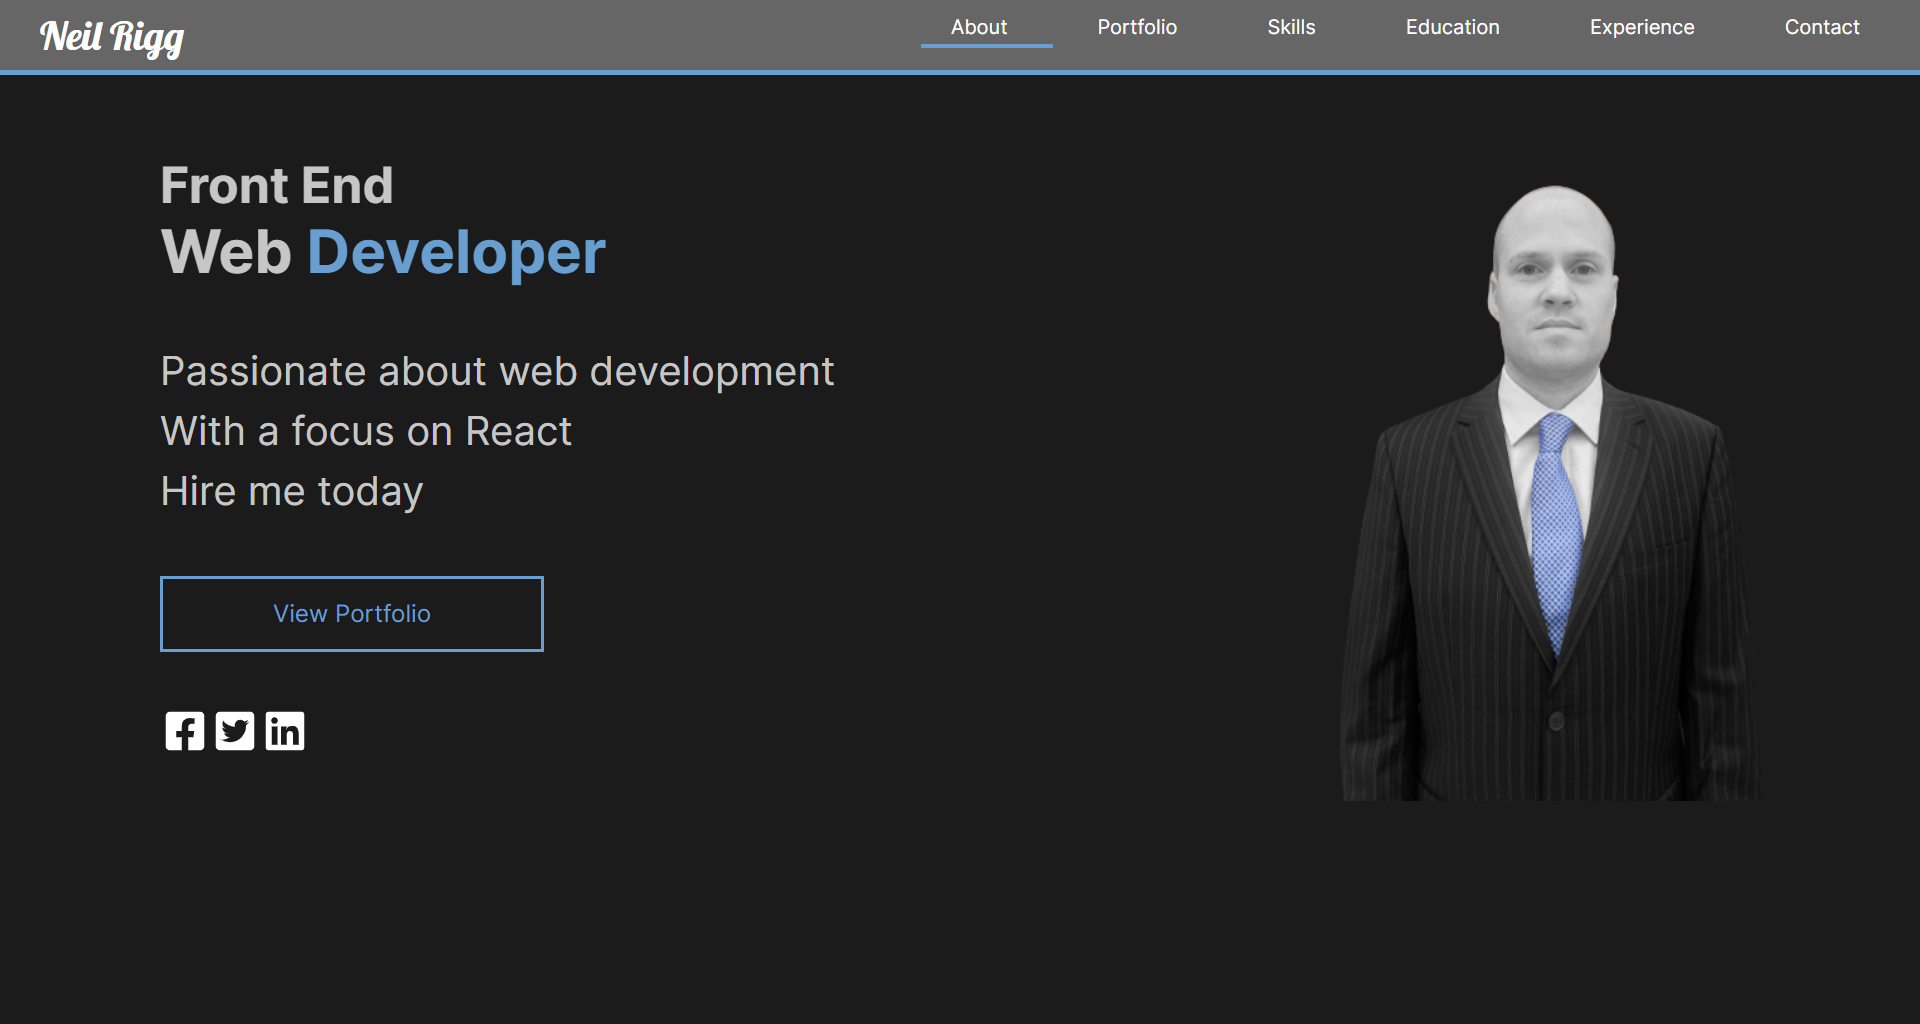 Neil Rigg
About Portfolio Skills Education Experience Contact
Front End
Web Developer
Passionate about web development
With a focus on React
Hire me today
View Portfolio